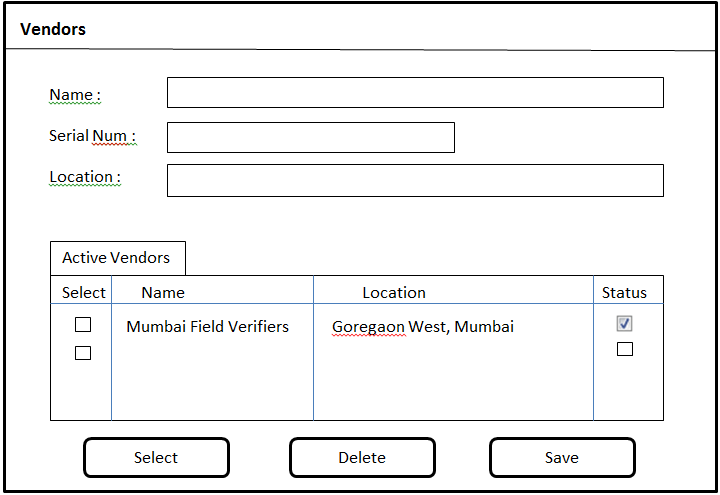 Vendors
Name :
Serial Num :
Location :
Active Vendors
Select Name Location Status
Mumbai Field Verifiers Goregaon West, Mumbai
Select Delete Save